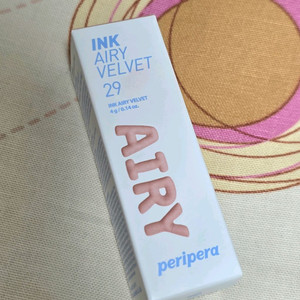 INK
AIRY
VELVET
29
INK AIRY VELVET
4 g / 0.14 oz.
AIRY
peripera